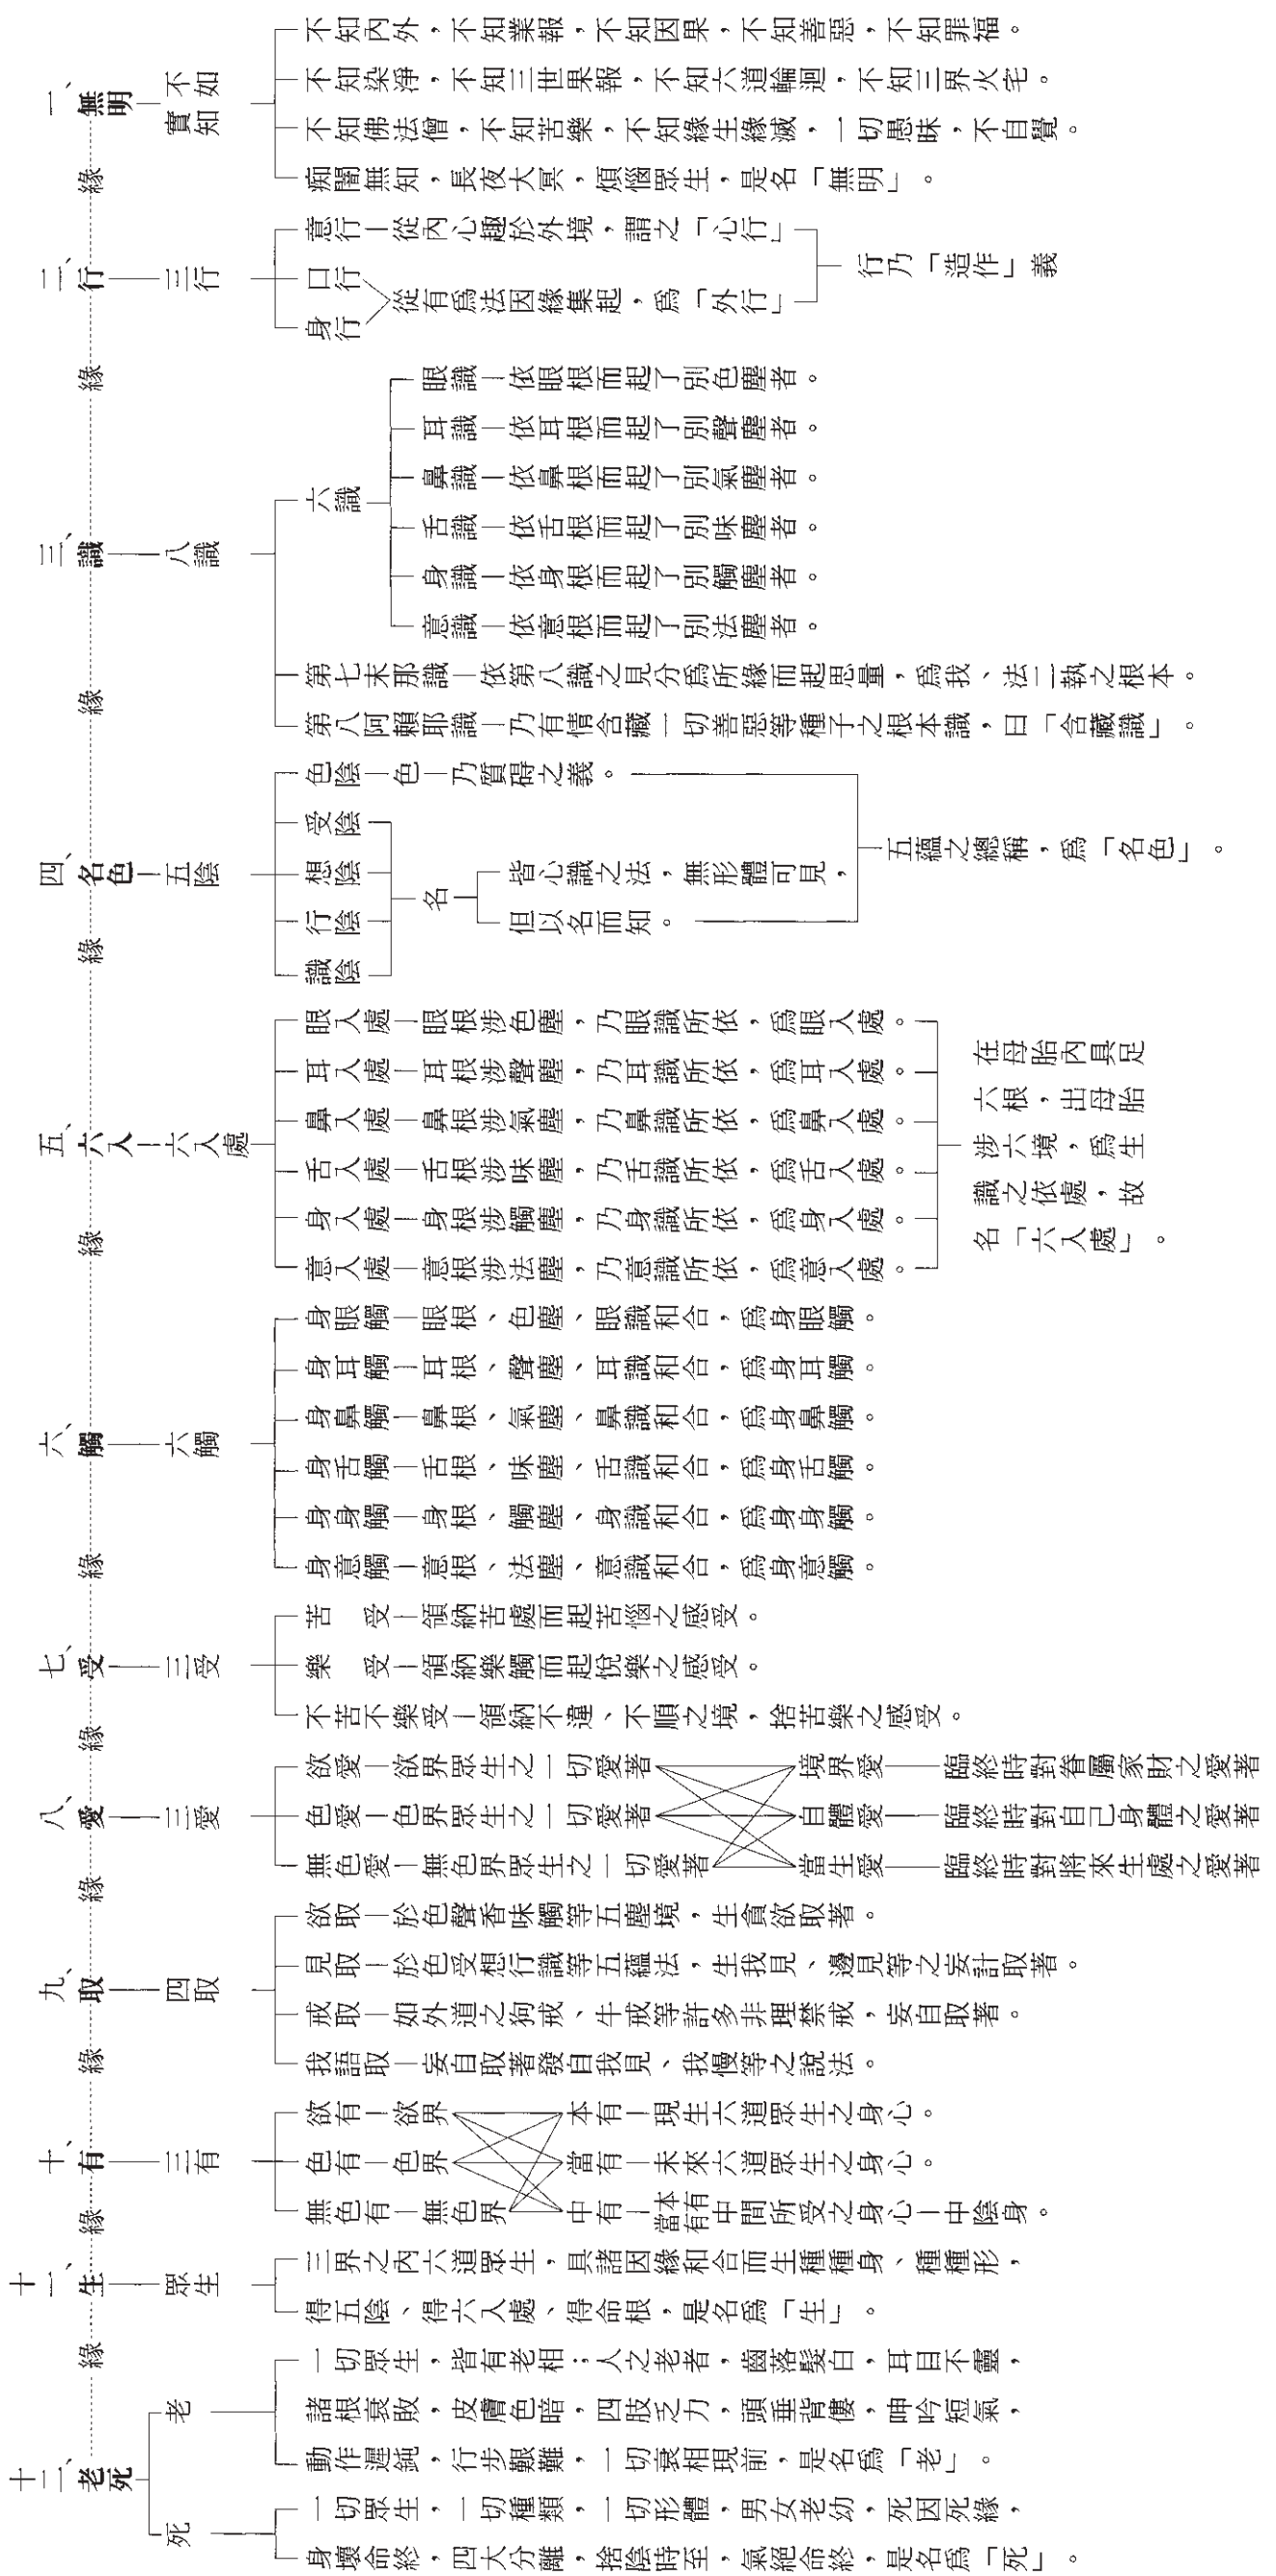 一、無明
不如實知
不知內外，不知業報，不知因果，不知善惡，不知罪福。
不知染淨，不知三世果報，不知六道輪迴，不知三界火宅。
不知佛法僧，不知苦樂，不知緣生緣滅，一切愚昧，不自覺。
痴闇無知，長夜大冥，煩惱眾生，是名「無明」。
緣
二、行
三行
意行
從內心趣於外境，謂之「心行」
口行
身行
從有為法因緣集起，為「外行」
行乃「造作」義
緣
三、識
八識
六識
眼識
依眼根而起了別色塵者。
耳識
依耳根而起了別聲塵者。
鼻識
依鼻根而起了別氣塵者。
舌識
依舌根而起了別味塵者。
身識
依身根而起了別觸塵者。
意識
依意根而起了別法塵者。
第七末那識
依第八識之見分為所緣而起思量，為我、法二執之根本。
第八阿賴耶識
乃有情含藏一切善惡等種子之根本識，曰「含藏識」。
緣
四、名色
五陰
色陰
色
乃質碍之義。
受陰
想陰
行陰
識陰
名
皆心識之法，無形體可見，
但以名而知。
五蘊之總稱，為「名色」。
緣
五、六入
六入處
眼入處
眼根涉色塵，乃眼識所依，為眼入處。
耳入處
耳根涉聲塵，乃耳識所依，為耳入處。
鼻入處
鼻根涉氣塵，乃鼻識所依，為鼻入處。
舌入處
舌根涉味塵，乃舌識所依，為舌入處。
身入處
身根涉觸塵，乃身識所依，為身入處。
意入處
意根涉法塵，乃意識所依，為意入處。
在母胎內具足
六根，出母胎
涉六境，為生
識之依處，故
名「六入處」。
緣
六、觸
六觸
身眼觸
眼根、色塵、眼識和合，為身眼觸。
身耳觸
耳根、聲塵、耳識和合，為身耳觸。
身鼻觸
鼻根、氣塵、鼻識和合，為身鼻觸。
身舌觸
舌根、味塵、舌識和合，為身舌觸。
身身觸
身根、觸塵、身識和合，為身身觸。
身意觸
意根、法塵、意識和合，為身意觸。
緣
七、受
三受
苦　受
領納苦處而起苦惱之感受。
樂　受
領納樂觸而起悅樂之感受。
不苦不樂受
領納不違、不順之境，捨苦樂之感受。
緣
八、愛
三愛
欲愛
欲界眾生之一切愛著
色愛
色界眾生之一切愛著
無色愛
無色界眾生之一切愛著
境界愛
臨終時對眷屬家財之愛著
自體愛
臨終時對自己身體之愛著
當生愛
臨終時對將來生處之愛著
緣
九、取
四取
欲取
於色聲香味觸等五塵境，生貪欲取著。
見取
於色受想行識等五蘊法，生我見、邊見等之妄計取著。
戒取
如外道之狗戒、牛戒等許多非理禁戒，妄自取著。
我語取
妄自取著發自我見、我慢等之說法。
緣
十、有
三有
欲有
欲界
色有
色界
無色有
無色界
本有
現生六道眾生之身心。
當有
未來六道眾生之身心。
中有
本有當有中間所受之身心
中陰身。
緣
十一、生
眾生
三界之內六道眾生，具諸因緣和合而生種種身、種種形，
得五陰、得六入處、得命根，是名為「生」。
緣
十二、老死
老
一切眾生，皆有老相；人之老者，齒落髮白，耳目不靈，
諸根衰敗，皮膚色暗，四肢乏力，頭垂背僂，呻吟短氣，
動作遲鈍，行步艱難，一切衰相現前，是名為「老」。
死
一切眾生，一切種類，一切形體，男女老幼，死因死緣，
身壞命終，四大分離，捨陰時至，氣絕命終，是名為「死」。